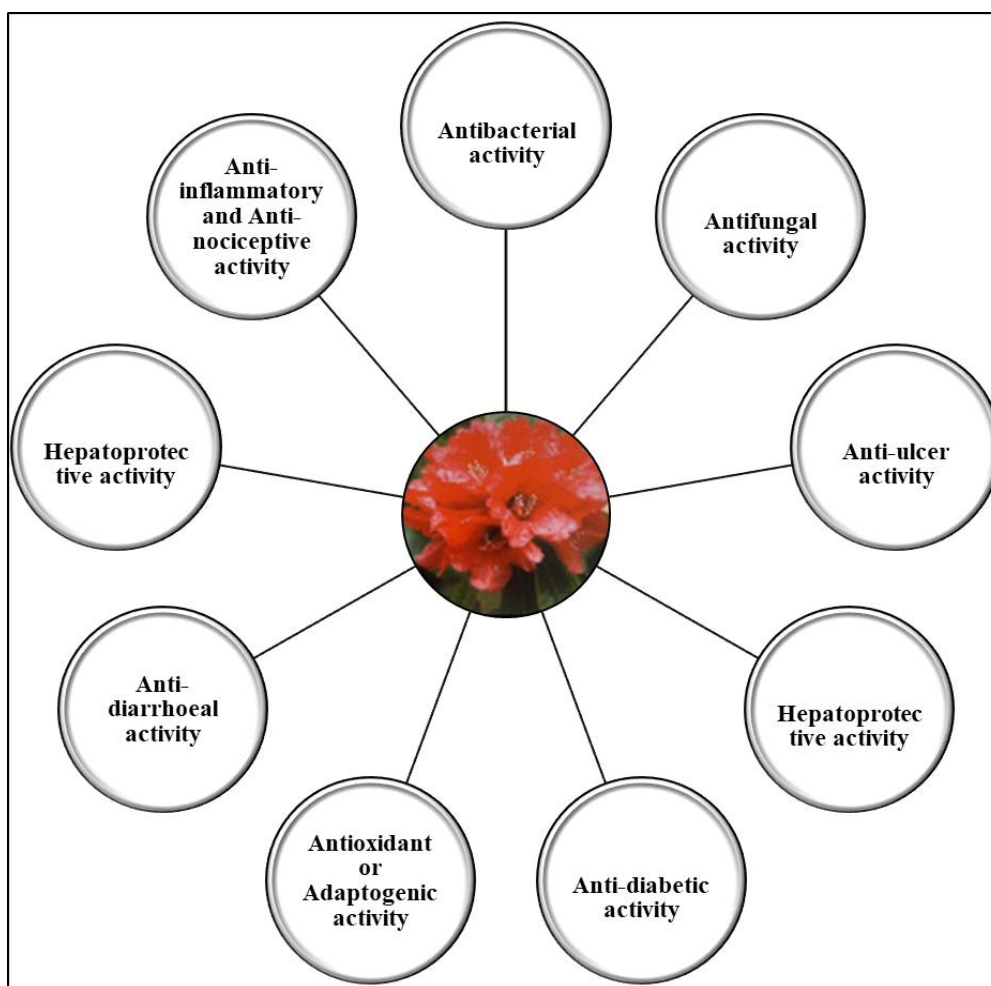 Antibacterial
activity
Antifungal
activity
Anti-ulcer
activity
Hepatoprotec
tive activity
Anti-diabetic
activity
Antioxidant
or
Adaptogenic
activity
Anti-
diarrhoeal
activity
Hepatoprotec
tive activity
Anti-
inflammatory
and Anti-
nociceptive
activity